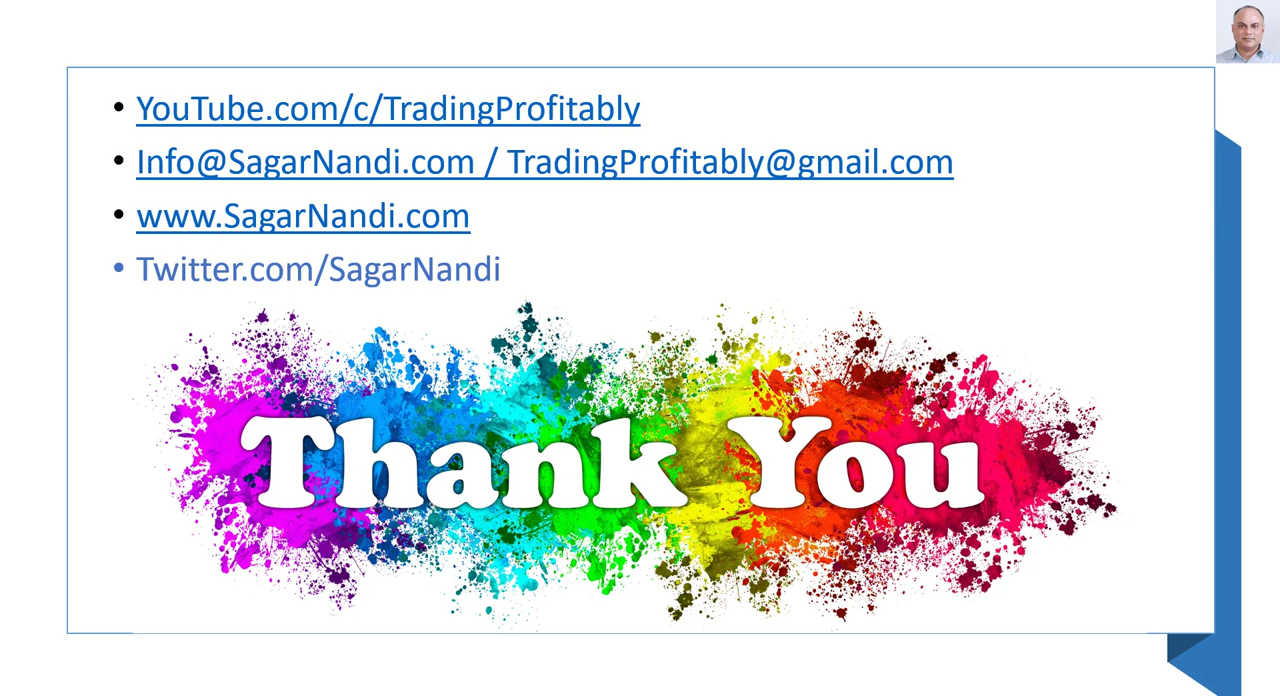 • YouTube.com/c/TradingProfitably
• Info@SagarNandi.com / TradingProfitably@gmail.com
• www.SagarNandi.com
• Twitter.com/SagarNandi
Thank You